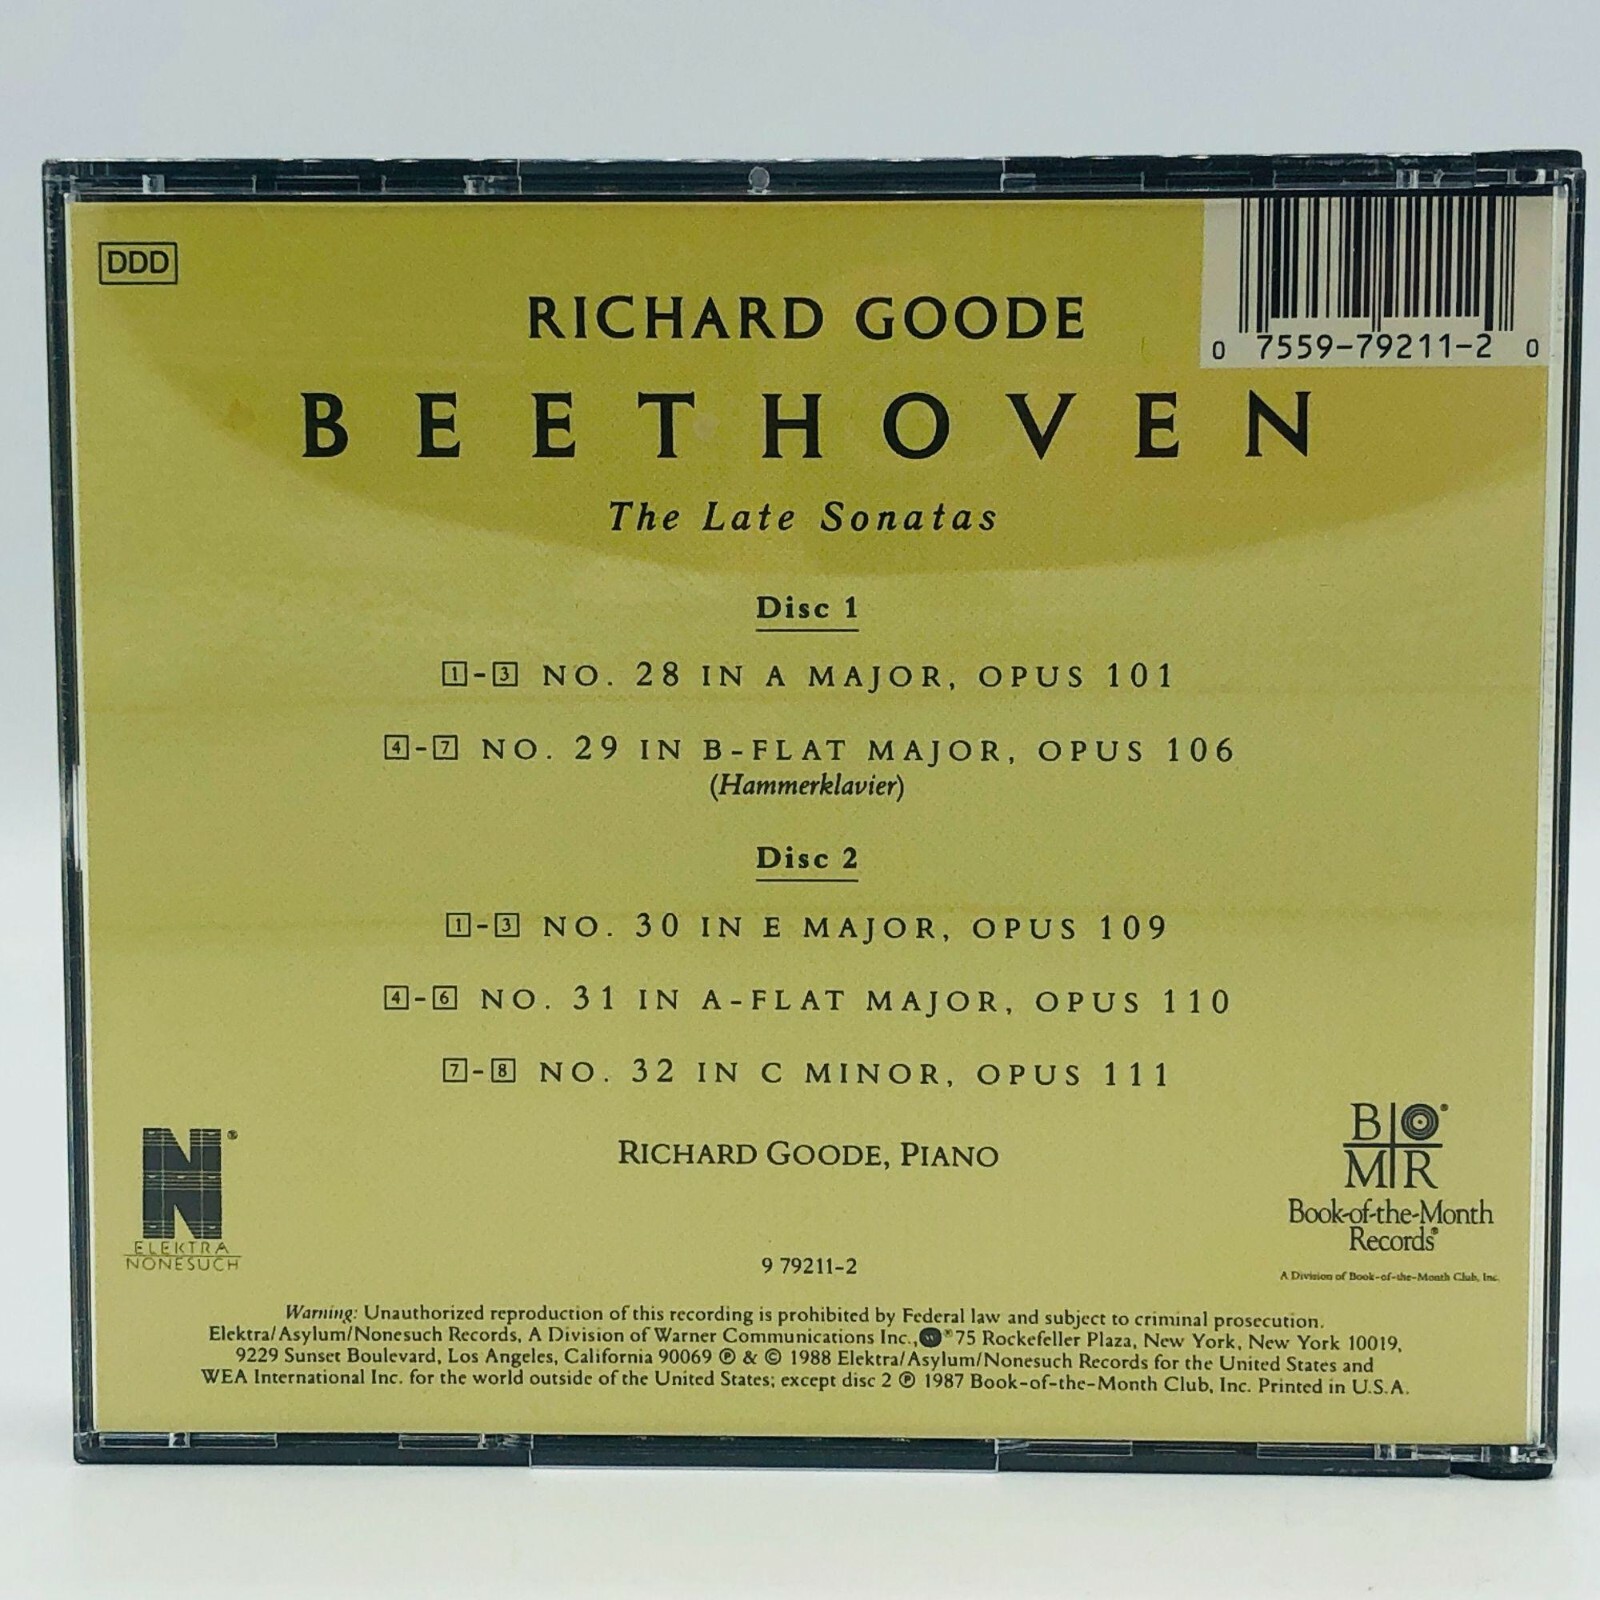 DDD
0 7559-79211-2 0
RICHARD GOODE
BEETHOVEN
The Late Sonatas
Disc 1
1-3 NO. 28 IN A MAJOR, OPUS 101
4-7 NO. 29 IN B-FLAT MAJOR, OPUS 106
(Hammerklavier)
Disc 2
1-3 NO. 30 IN E MAJOR, OPUS 109
4-6 NO. 31 IN A-FLAT MAJOR, OPUS 110
7-8 NO. 32 IN C MINOR, OPUS 111
RICHARD GOODE, PIANO
N®
ELEKTRA
NONESUCH
B ®
M R
Book-of-the-Month
Records®
A Division of Book-of-the-Month Club, Inc.
9 79211-2
Warning: Unauthorized reproduction of this recording is prohibited by Federal law and subject to criminal prosecution.
Elektra/Asylum/Nonesuch Records, A Division of Warner Communications Inc., ® 75 Rockefeller Plaza, New York, New York 10019,
9229 Sunset Boulevard, Los Angeles, California 90069 ℗ & © 1988 Elektra/Asylum/Nonesuch Records for the United States and
WEA International Inc. for the world outside of the United States; except disc 2 ℗ 1987 Book-of-the-Month Club, Inc. Printed in U.S.A.